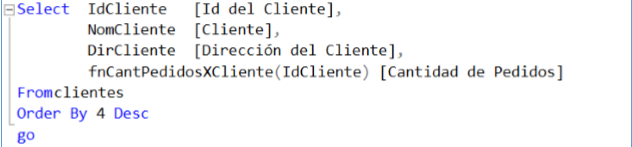 Select IdCliente [Id del Cliente],
NomCliente [Cliente],
DirCliente [Dirección del Cliente],
fnCantPedidosXCliente(IdCliente) [Cantidad de Pedidos]
Fromclientes
Order By 4 Desc
go